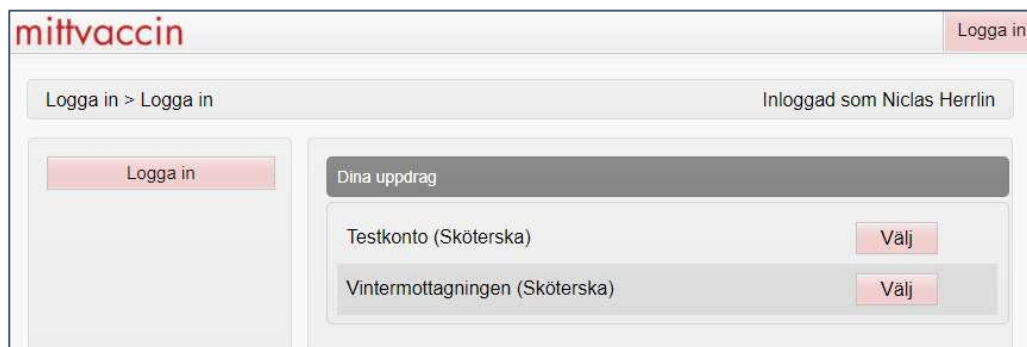 mittvaccin
Logga in
Logga in > Logga in
Inloggad som Niclas Herrlin
Logga in
Dina uppdrag
Testkonto (Sköterska)
Välj
Vintermottagningen (Sköterska)
Välj